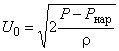 U₀ = √(2 (P − Pнар) / ρ)